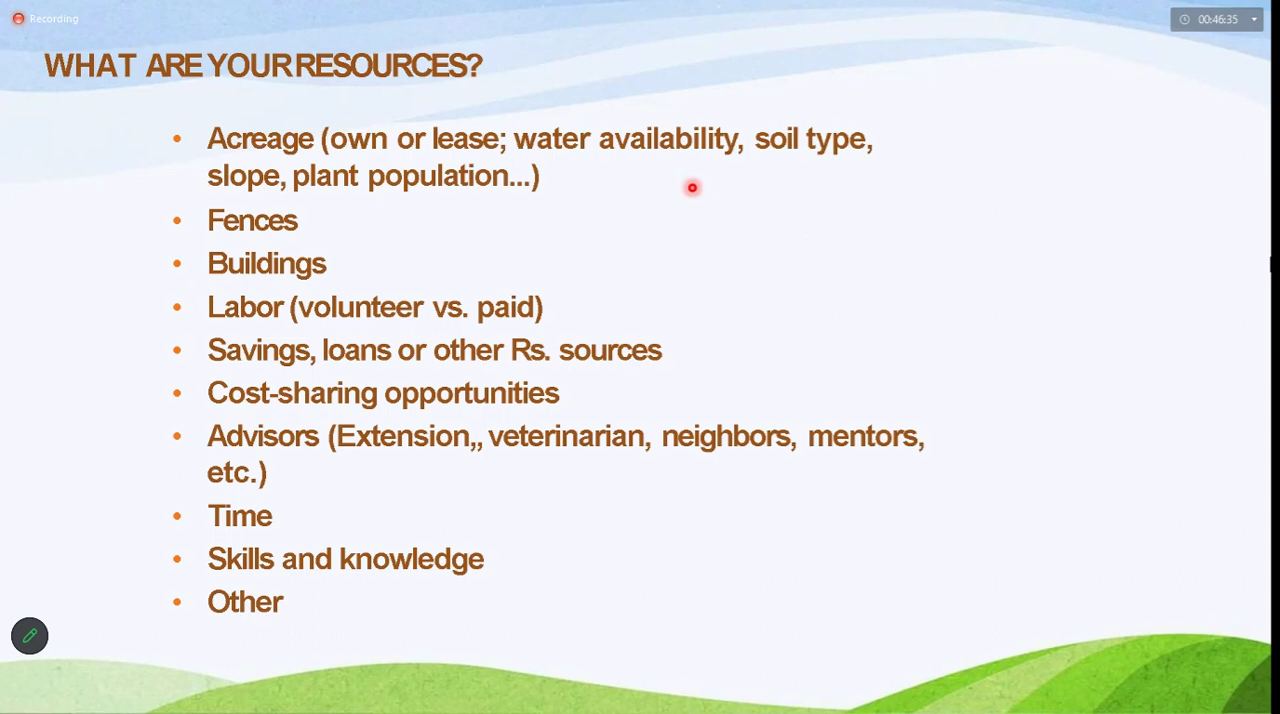 Recording
00:46:35
WHAT ARE YOUR RESOURCES?
• Acreage (own or lease; water availability, soil type,
slope, plant population...)
• Fences
• Buildings
• Labor (volunteer vs. paid)
• Savings, loans or other Rs. sources
• Cost-sharing opportunities
• Advisors (Extension,, veterinarian, neighbors, mentors,
etc.)
• Time
• Skills and knowledge
• Other